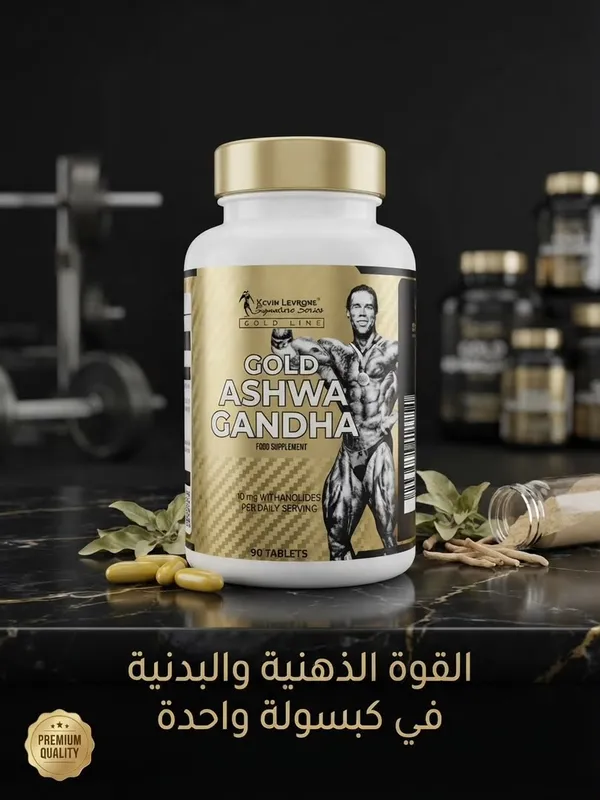 KEVIN LEVRONE®
Signature Series
GOLD LINE
GOLD
ASHWA
GANDHA
FOOD SUPPLEMENT
10 mg WITHANOLIDES
PER DAILY SERVING
90 TABLETS
GOLD
القوة الذهنية والبدنية
في كبسولة واحدة
PREMIUM
QUALITY